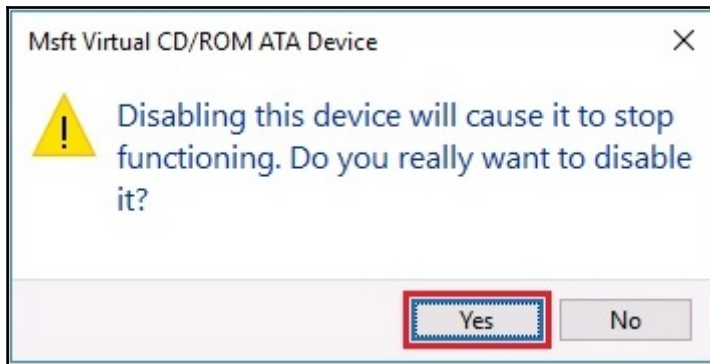 Msft Virtual CD/ROM ATA Device
Disabling this device will cause it to stop
functioning. Do you really want to disable
it?
Yes No